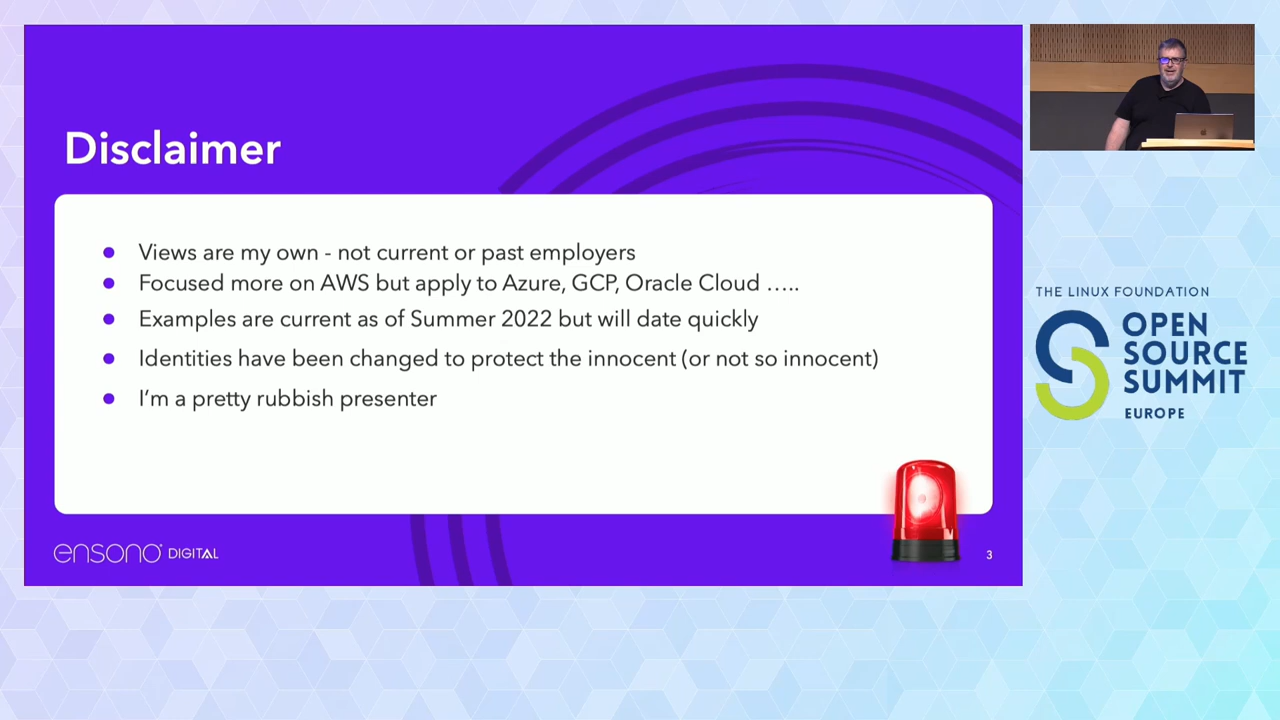 Disclaimer
Views are my own - not current or past employers
Focused more on AWS but apply to Azure, GCP, Oracle Cloud …..
Examples are current as of Summer 2022 but will date quickly
Identities have been changed to protect the innocent (or not so innocent)
I’m a pretty rubbish presenter
ensono DIGITAL
3
THE LINUX FOUNDATION
OPEN
SOURCE
SUMMIT
EUROPE